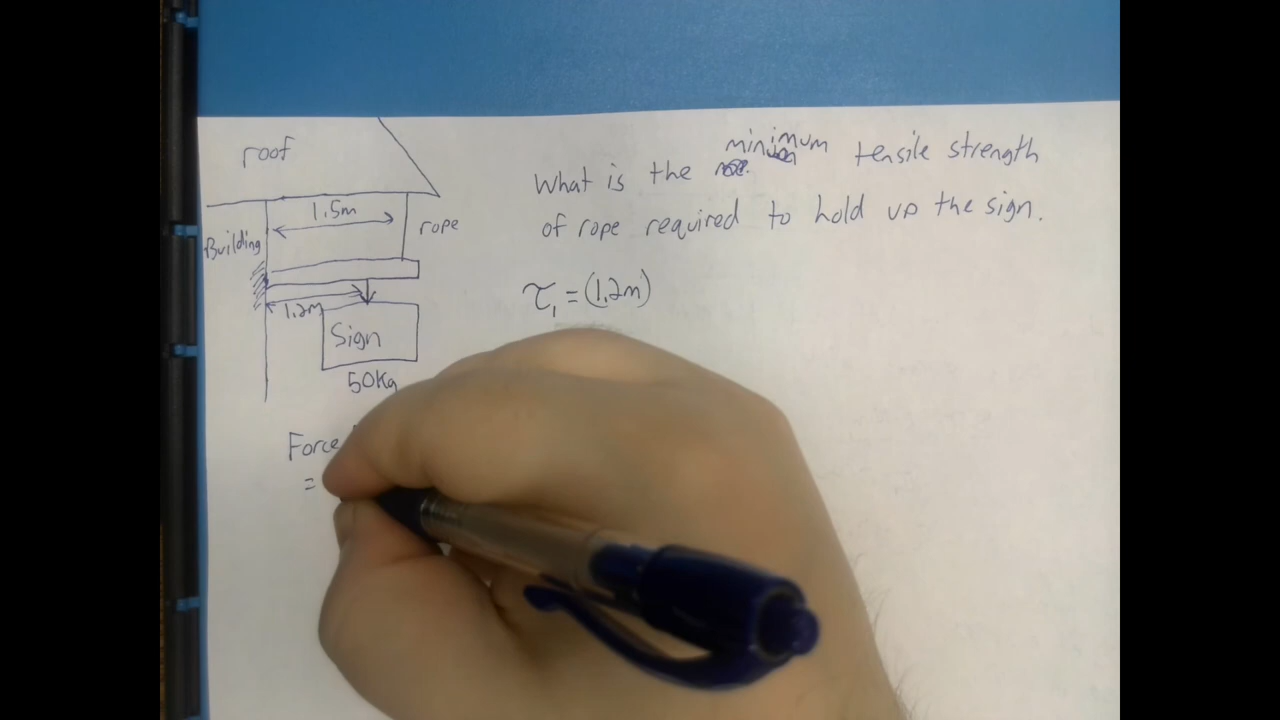 roof
minimum
What is the tensile strength
of rope required to hold up the sign.
1.5m
rope
Building
τ₁ = (1.2m)
1.2m
Sign
50Kg
Force
=